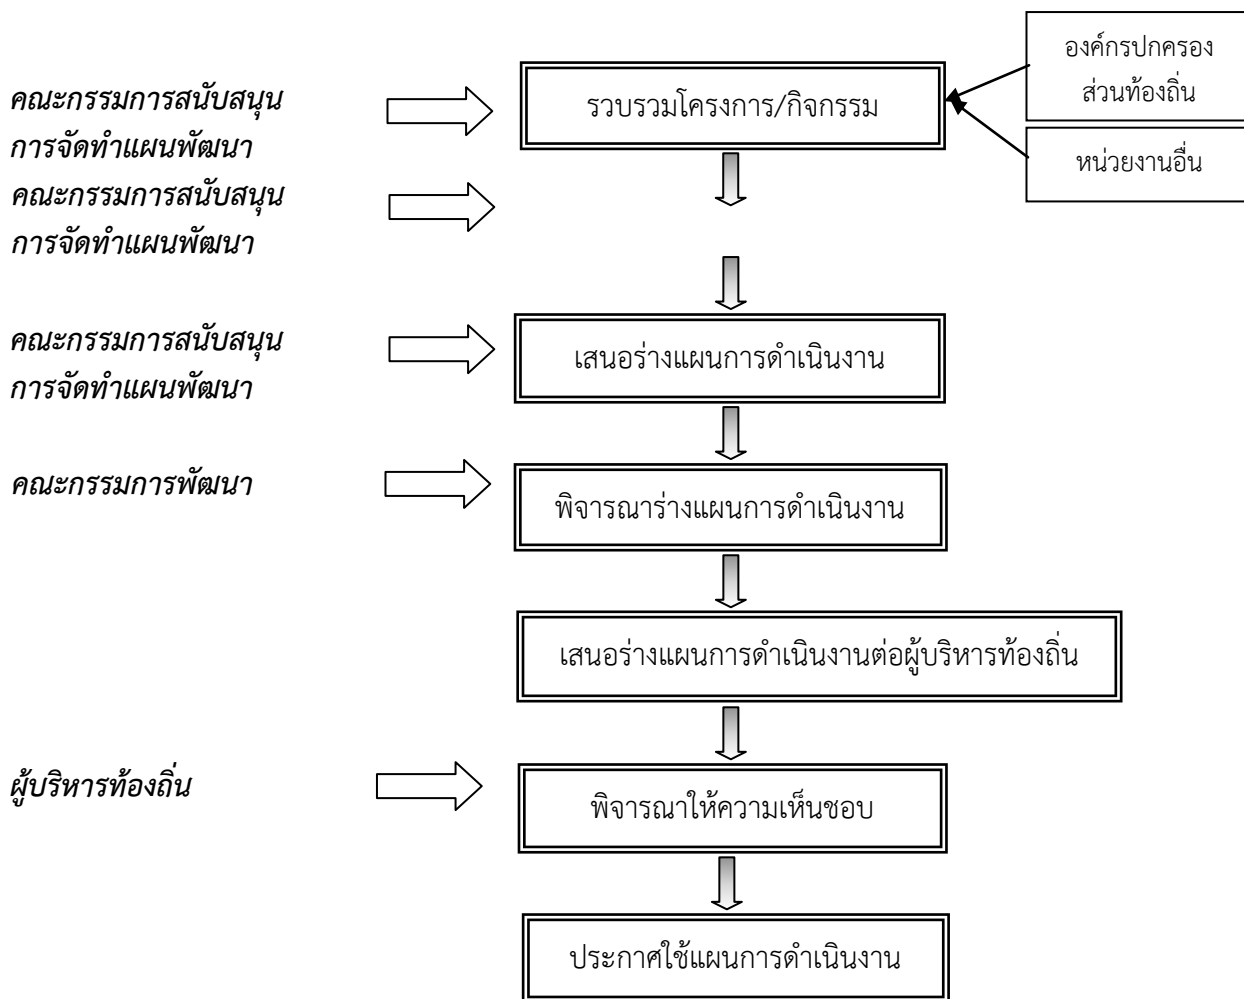 องค์กรปกครอง
ส่วนท้องถิ่น
คณะกรรมการสนับสนุน
การจัดทำแผนพัฒนา
รวบรวมโครงการ/กิจกรรม
หน่วยงานอื่น
คณะกรรมการสนับสนุน
การจัดทำแผนพัฒนา
คณะกรรมการสนับสนุน
การจัดทำแผนพัฒนา
เสนอร่างแผนการดำเนินงาน
คณะกรรมการพัฒนา
พิจารณาร่างแผนการดำเนินงาน
เสนอร่างแผนการดำเนินงานต่อผู้บริหารท้องถิ่น
ผู้บริหารท้องถิ่น
พิจารณาให้ความเห็นชอบ
ประกาศใช้แผนการดำเนินงาน